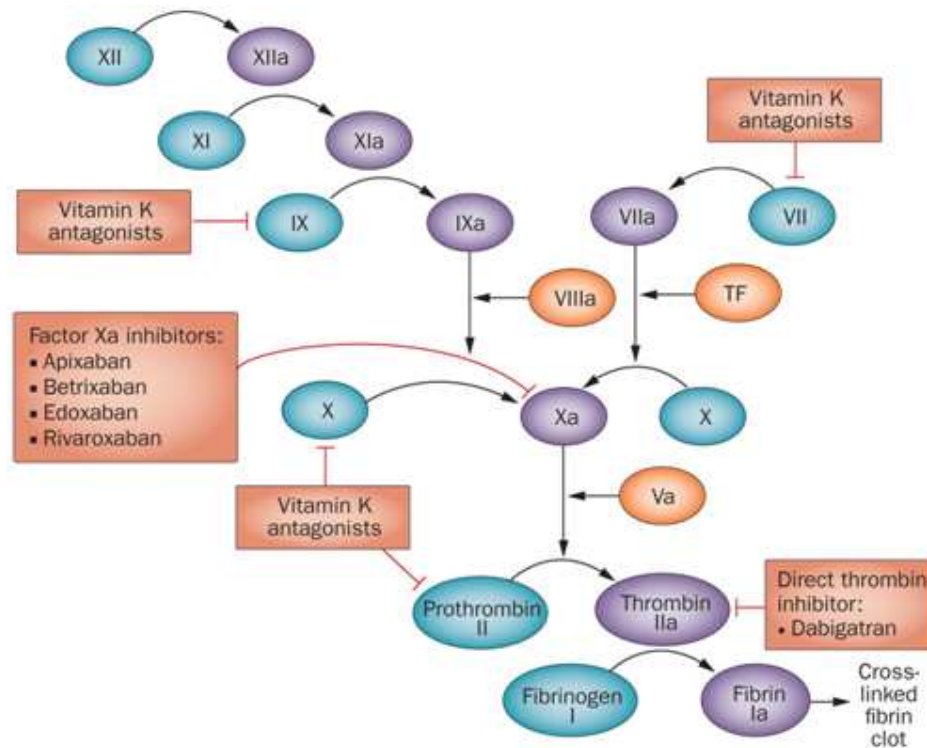 XII
XIIa
XI
XIa
Vitamin K
antagonists
Vitamin K
antagonists
IX
IXa
VIIa
VII
VIIIa
TF
Factor Xa inhibitors:
▪ Apixaban
▪ Betrixaban
▪ Edoxaban
▪ Rivaroxaban
X
Xa
X
Vitamin K
antagonists
Va
Prothrombin
II
Thrombin
IIa
Direct thrombin
inhibitor:
• Dabigatran
Fibrinogen
I
Fibrin
Ia
Cross-
linked
fibrin
clot